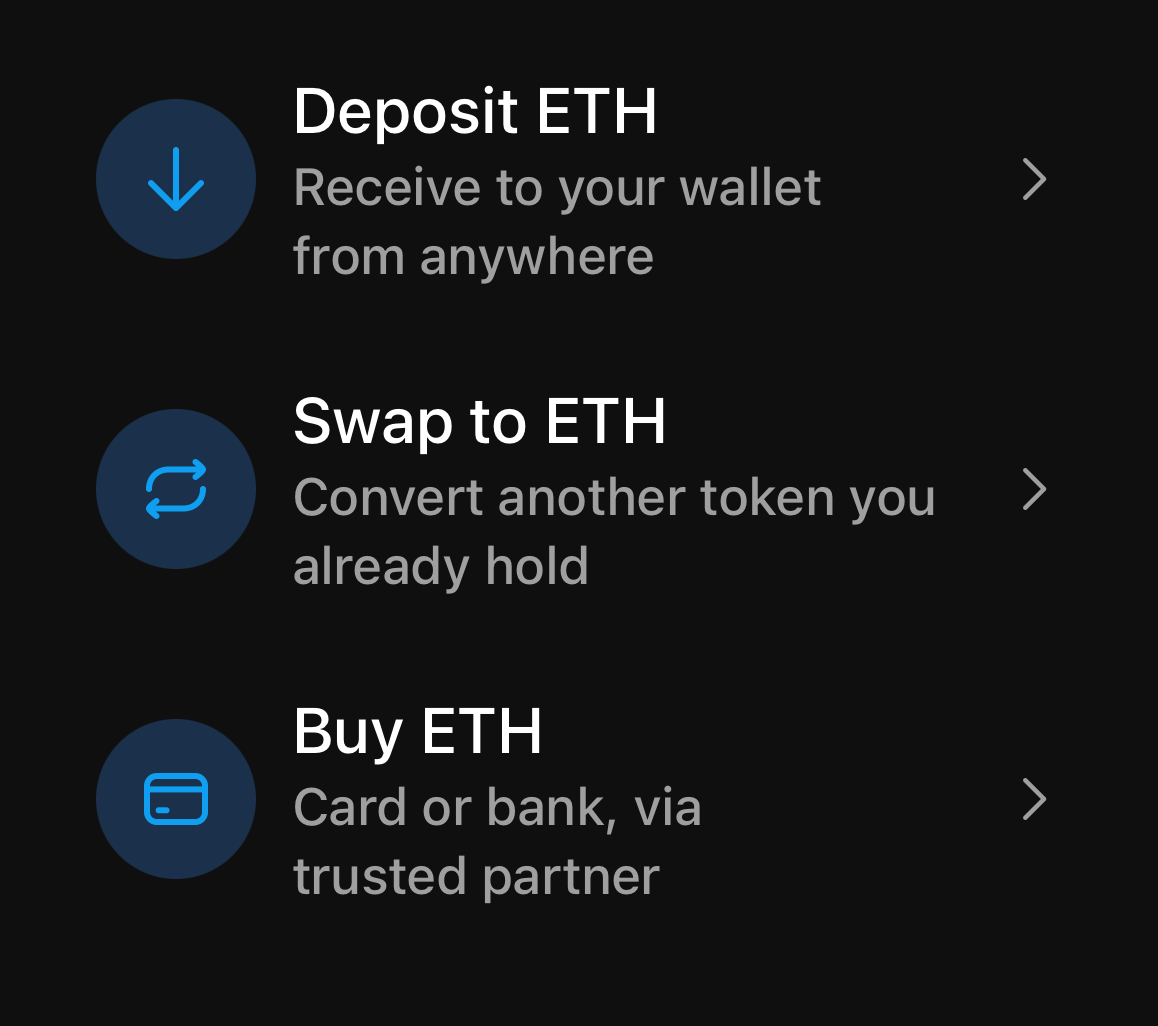 Deposit ETH
Receive to your wallet
from anywhere
Swap to ETH
Convert another token you
already hold
Buy ETH
Card or bank, via
trusted partner